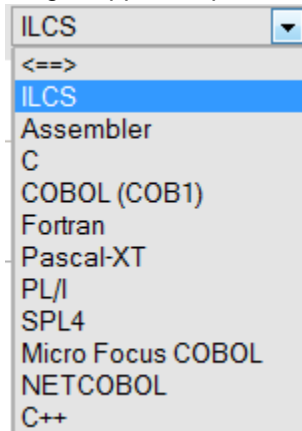 ILCS
<==>
ILCS
Assembler
C
COBOL (COB1)
Fortran
Pascal-XT
PL/I
SPL4
Micro Focus COBOL
NETCOBOL
C++